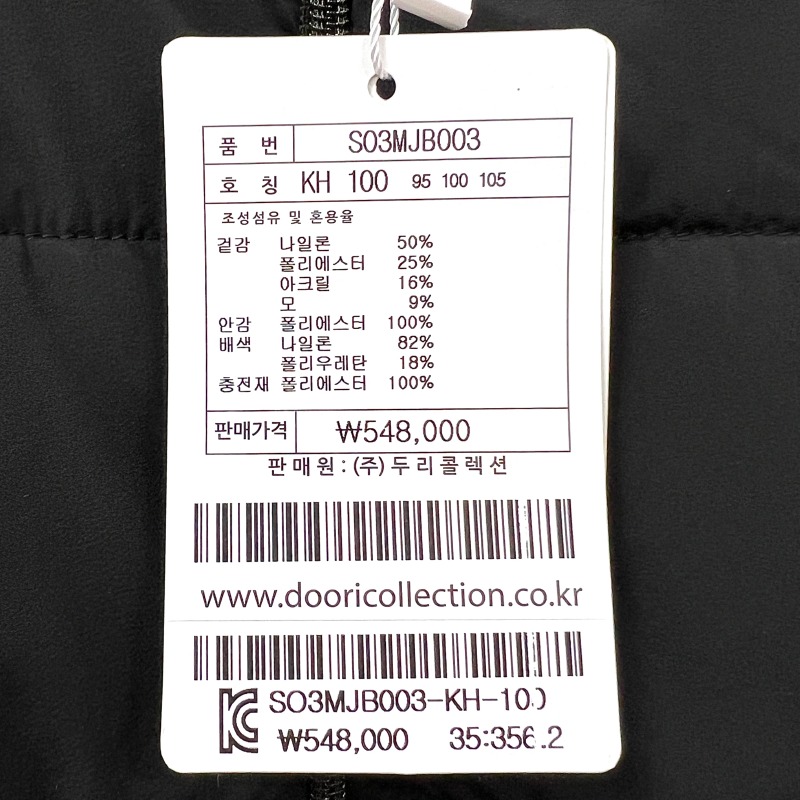 품 번 SO3MJB003
호 칭 KH 100 95 100 105
조성섬유 및 혼용율
겉감 나일론 50%
폴리에스터 25%
아크릴 16%
모 9%
안감 폴리에스터 100%
배색 나일론 82%
폴리우레탄 18%
충전재 폴리에스터 100%
판매가격 ₩548,000
판매원:(주)두리콜렉션
www.dooricollection.co.kr
SO3MJB003-KH-100
₩548,000